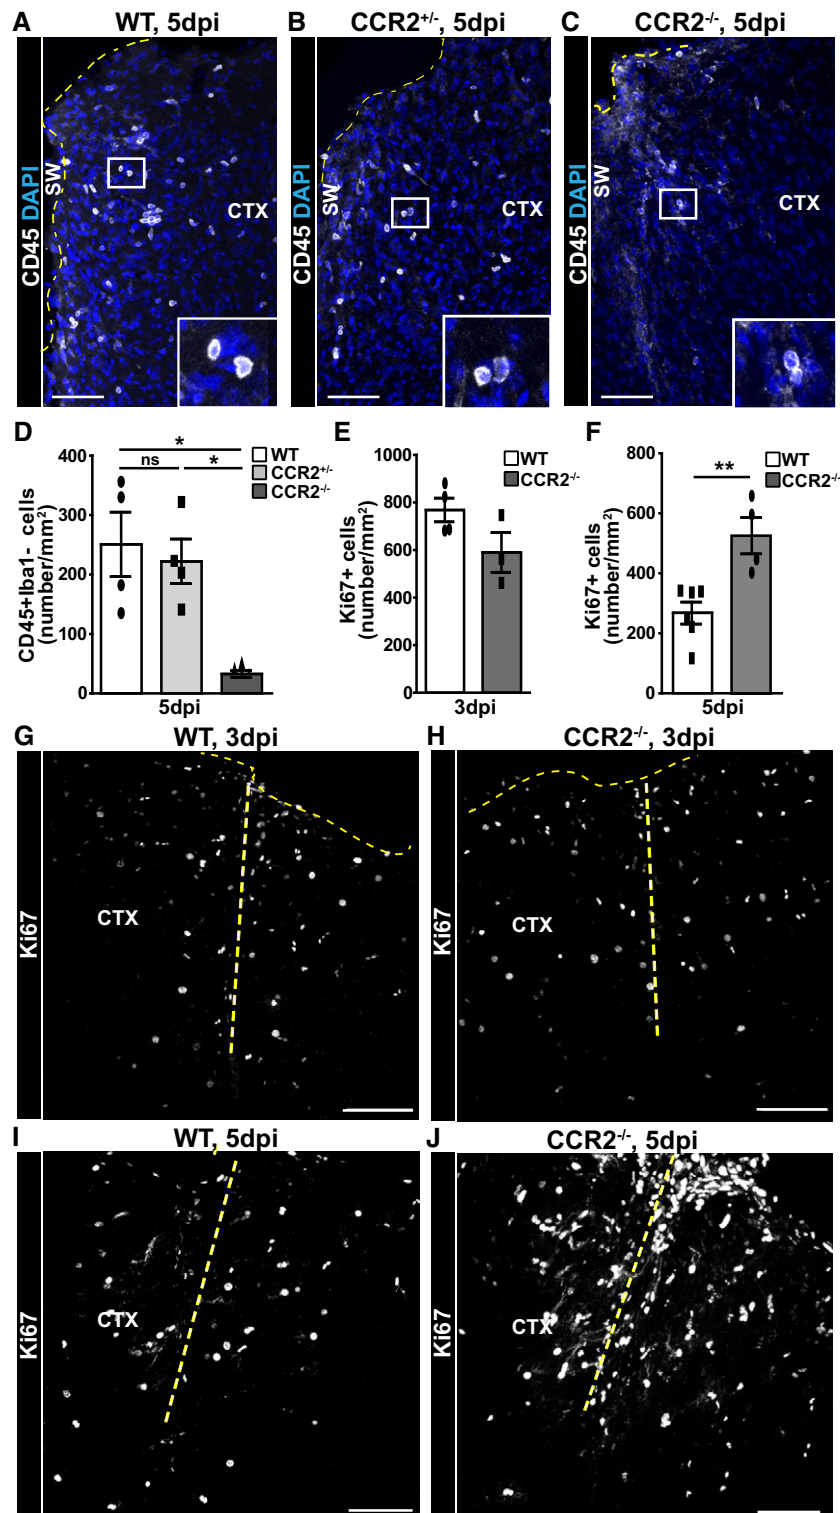 A WT, 5dpi
B CCR2+/-, 5dpi
C CCR2-/-, 5dpi
CD45 DAPI
SW
CTX
CD45 DAPI
SW
CTX
CD45 DAPI
SW
CTX
D
CD45+Iba1- cells
(number/mm²)
400
300
200
100
0
*
ns
*
WT
CCR2+/-
CCR2-/-
5dpi
E
Ki67+ cells
(number/mm²)
1000
800
600
400
200
0
WT
CCR2-/-
3dpi
F
Ki67+ cells
(number/mm²)
800
600
400
200
0
**
WT
CCR2-/-
5dpi
G WT, 3dpi
Ki67
CTX
H CCR2-/-, 3dpi
Ki67
CTX
I WT, 5dpi
Ki67
CTX
J CCR2-/-, 5dpi
Ki67
CTX